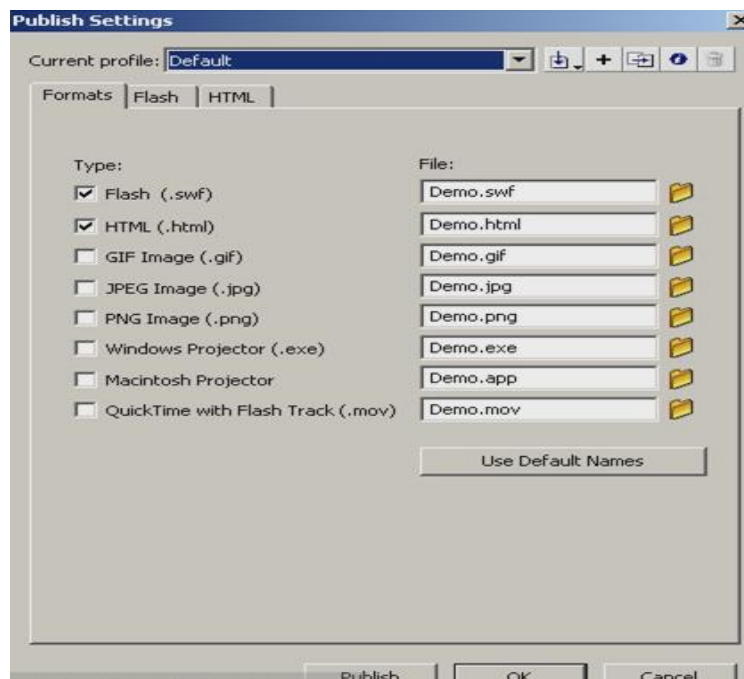 Publish Settings
Current profile: Default
Formats Flash HTML
Type: File:
Flash (.swf) Demo.swf
HTML (.html) Demo.html
GIF Image (.gif) Demo.gif
JPEG Image (.jpg) Demo.jpg
PNG Image (.png) Demo.png
Windows Projector (.exe) Demo.exe
Macintosh Projector Demo.app
QuickTime with Flash Track (.mov) Demo.mov
Use Default Names
Publish OK Cancel